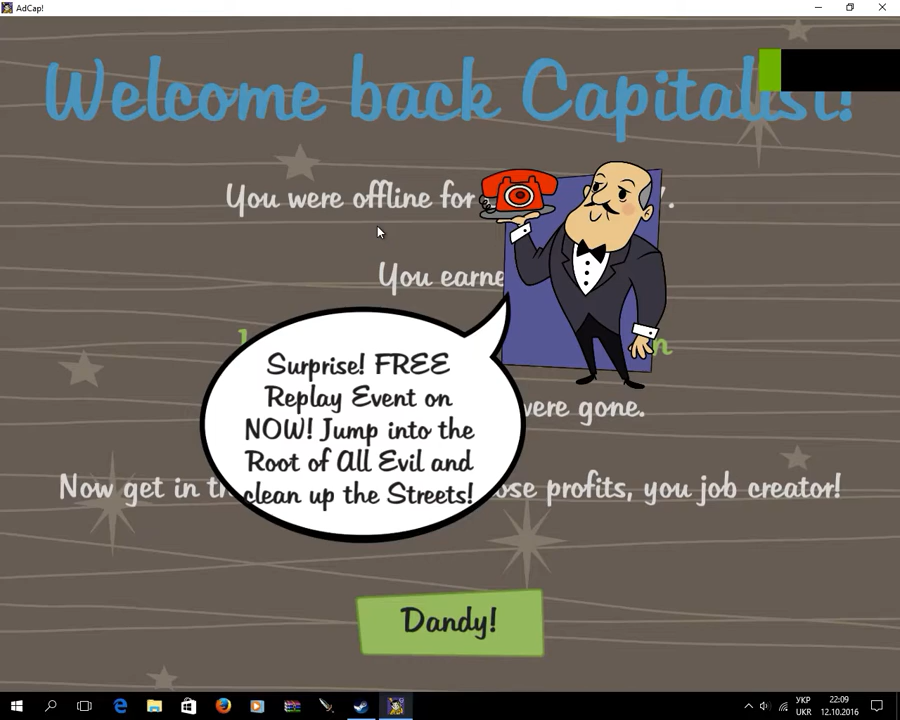 AdCap!
Welcome back Capitalist!
You were offline for
You earne
Surprise! FREE
Replay Event on
NOW! Jump into the
Root of All Evil and
clean up the Streets!
were gone.
Now get in th ose profits, you job creator!
Dandy!
УКР 22:09
UKR 12.10.2016